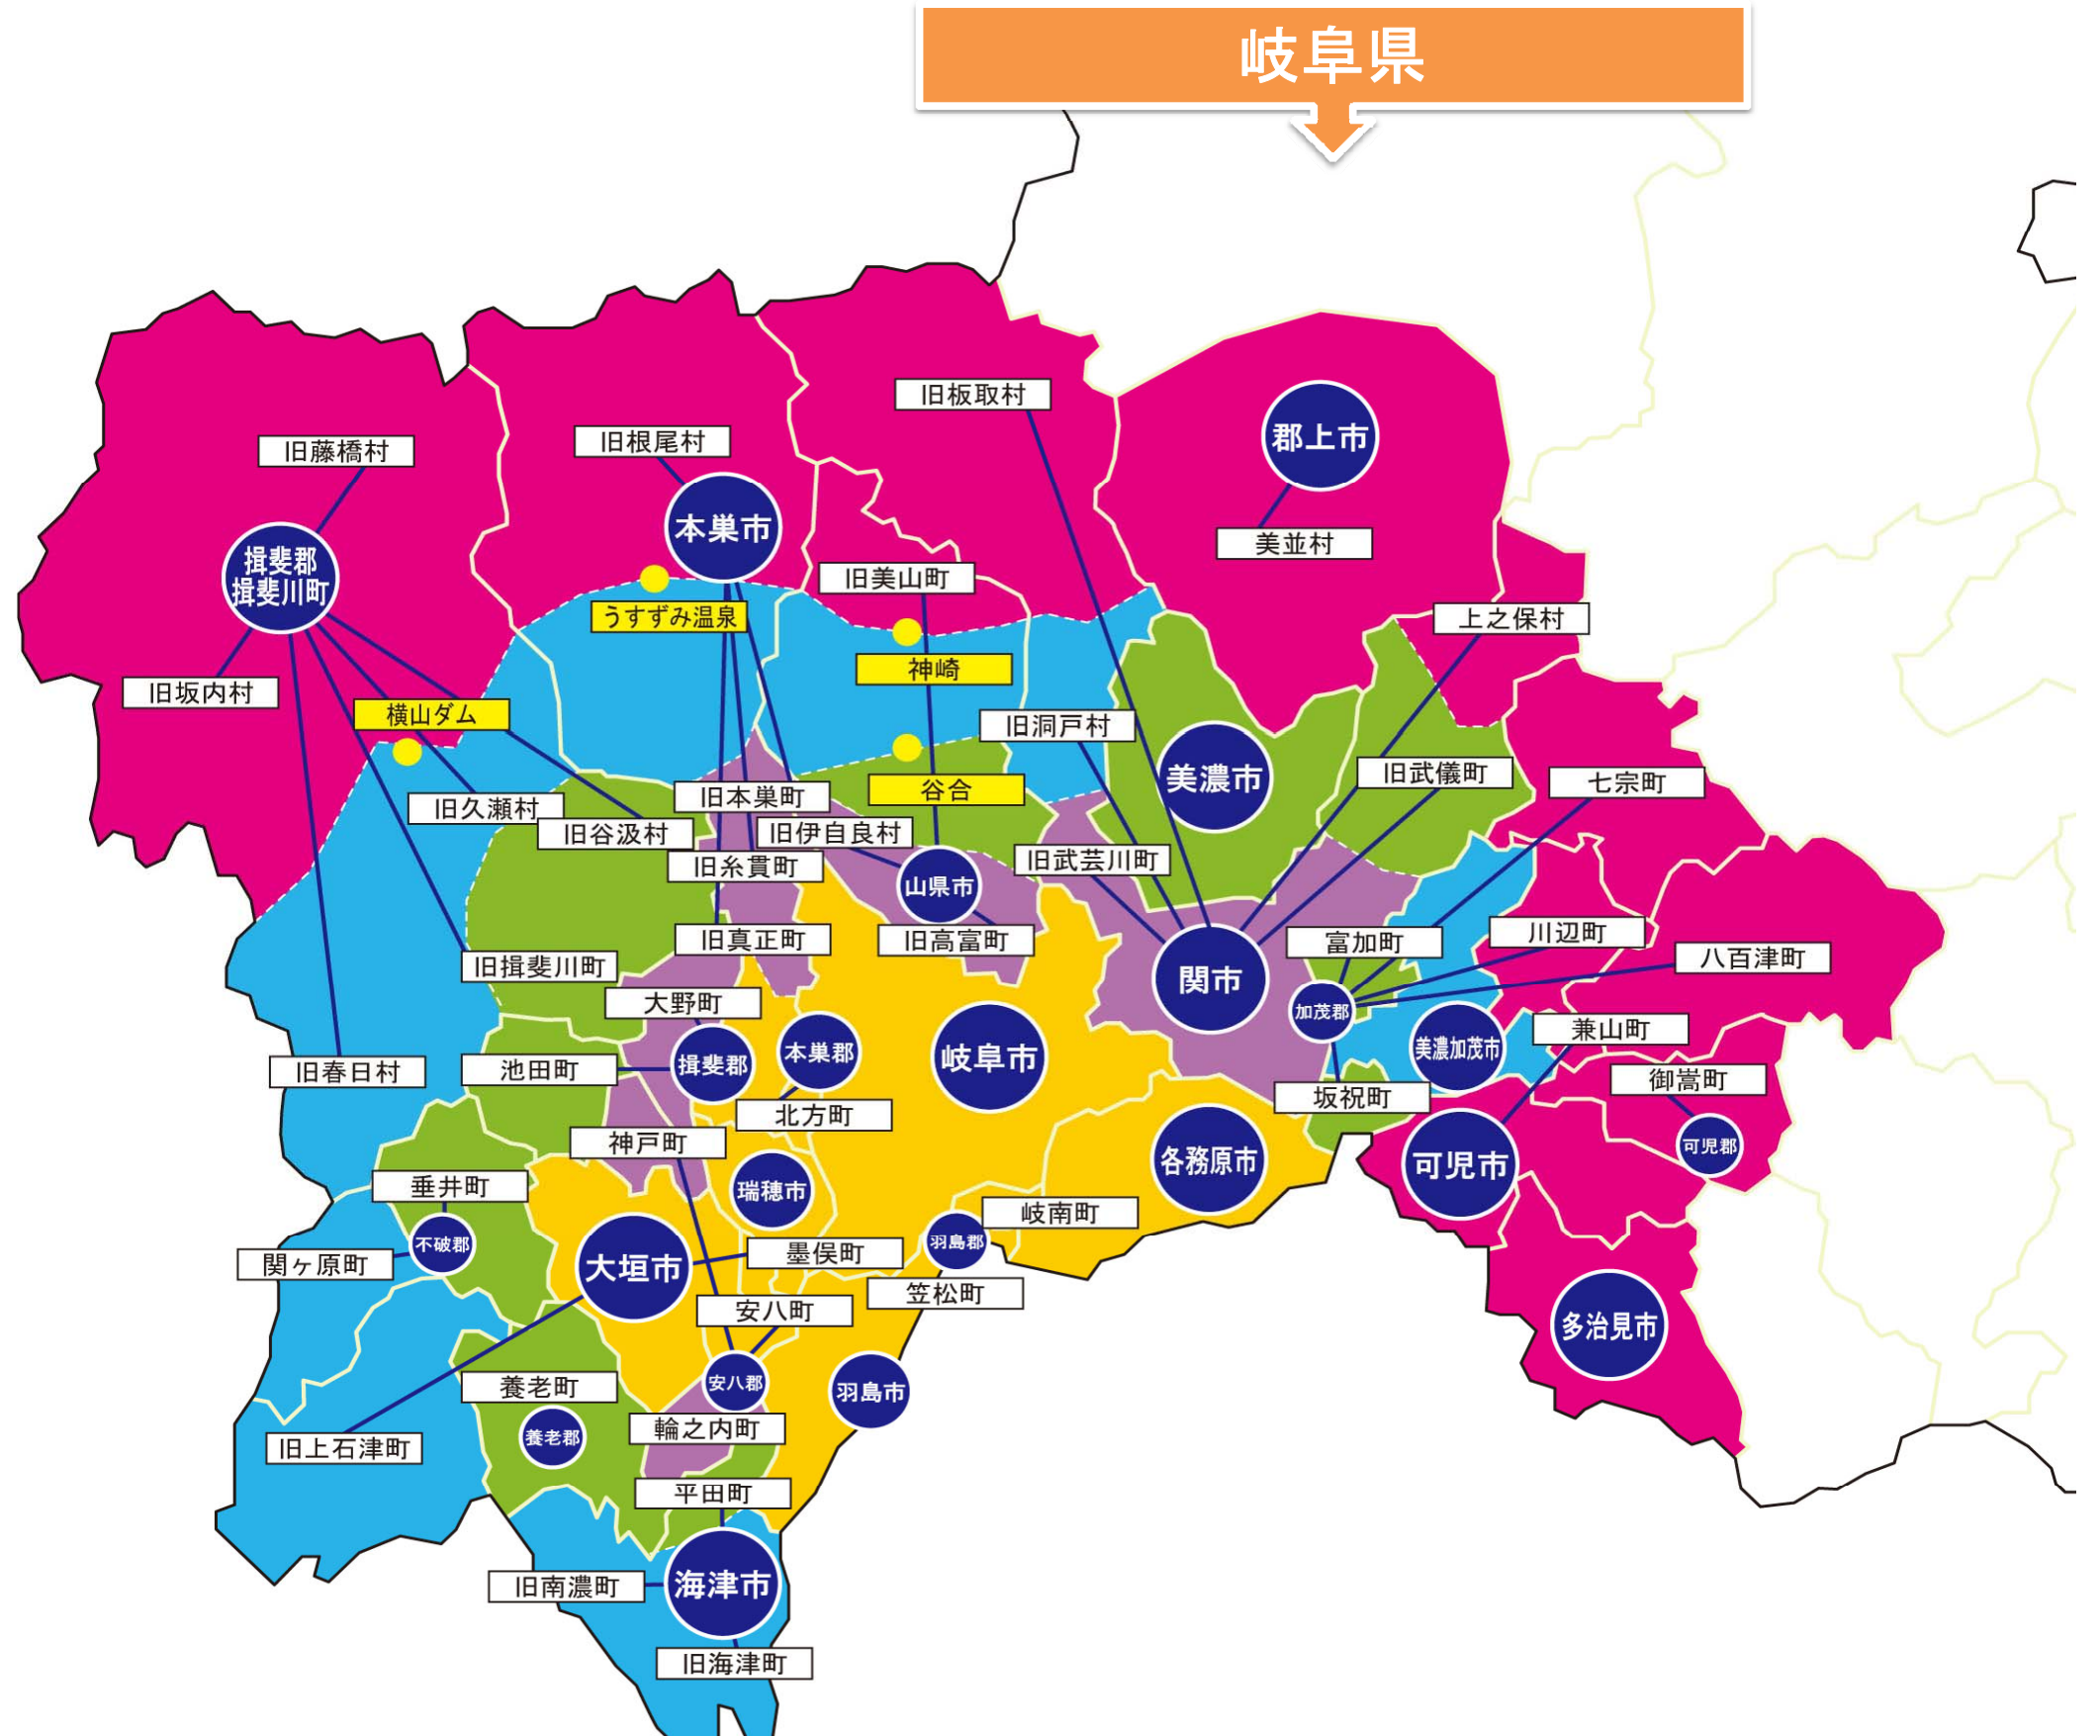 岐阜県
旧板取村
郡上市
旧藤橋村
旧根尾村
本巣市
美並村
揖斐郡
揖斐川町
旧美山町
うすずみ温泉
上之保村
神崎
旧坂内村
横山ダム
旧洞戸村
美濃市
旧武儀町
七宗町
谷合
旧本巣町
旧久瀬村
旧谷汲村
旧伊自良村
旧武芸川町
旧糸貫町
山県市
旧真正町
旧高富町
富加町
川辺町
八百津町
旧揖斐川町
関市
大野町
加茂郡
兼山町
本巣郡
岐阜市
美濃加茂市
旧春日村
池田町
揖斐郡
御嵩町
坂祝町
北方町
神戸町
可児郡
各務原市
可児市
垂井町
瑞穂市
岐南町
不破郡
羽島郡
関ヶ原町
大垣市
墨俣町
笠松町
安八町
多治見市
養老町
安八郡
羽島市
輪之内町
養老郡
旧上石津町
平田町
旧南濃町
海津市
旧海津町